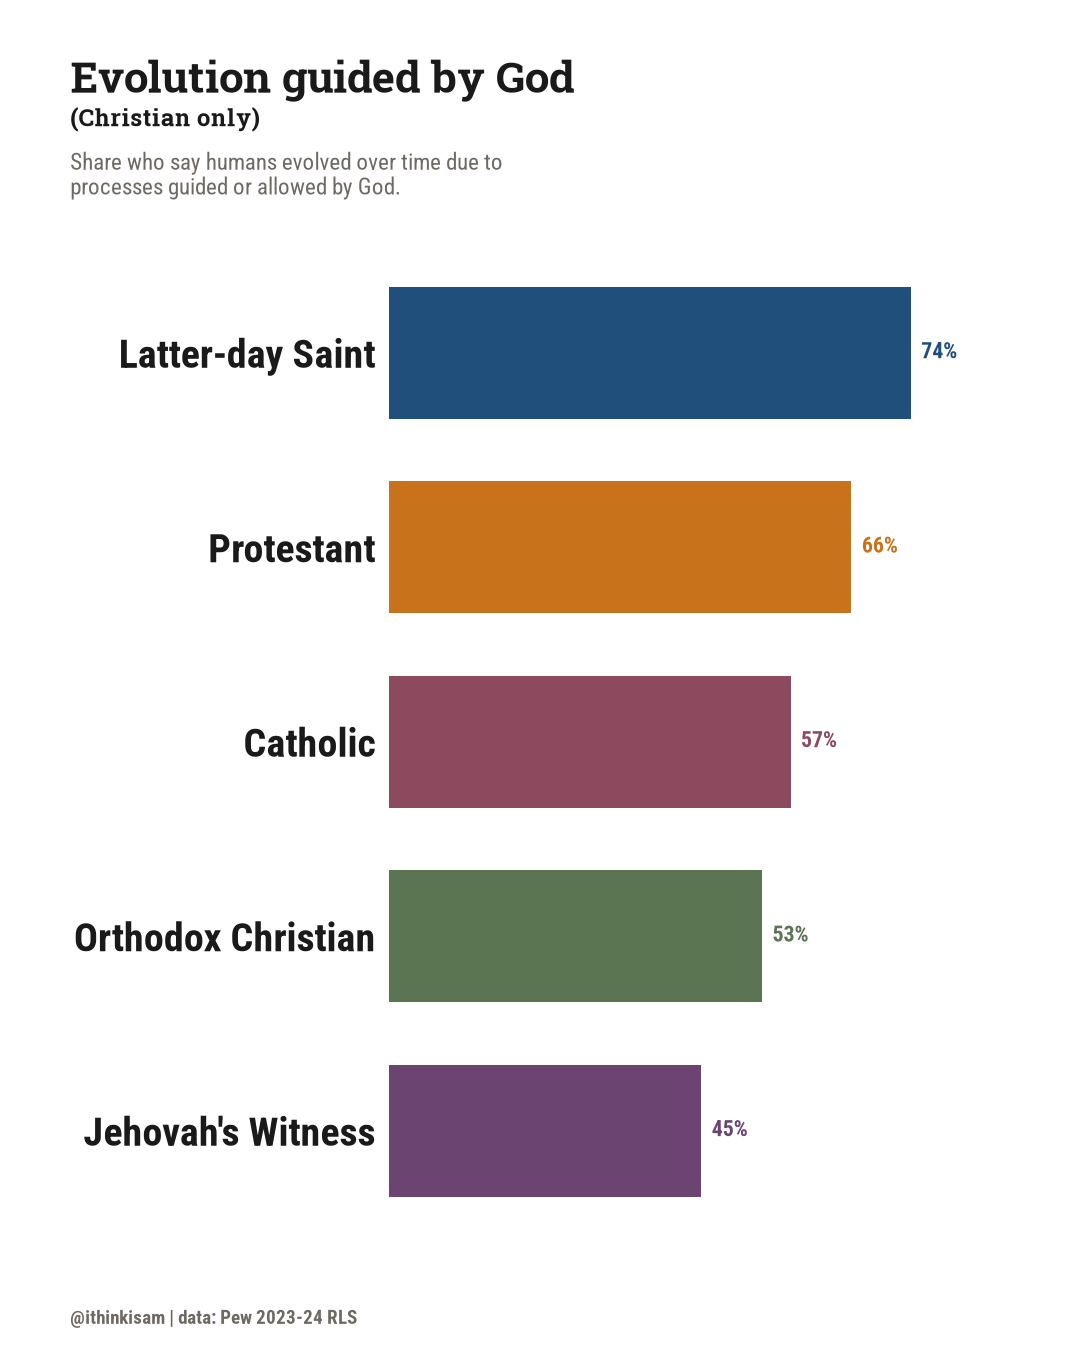 Evolution guided by God
(Christian only)
Share who say humans evolved over time due to
processes guided or allowed by God.
Latter-day Saint 74%
Protestant 66%
Catholic 57%
Orthodox Christian 53%
Jehovah's Witness 45%
@ithinkisam | data: Pew 2023-24 RLS